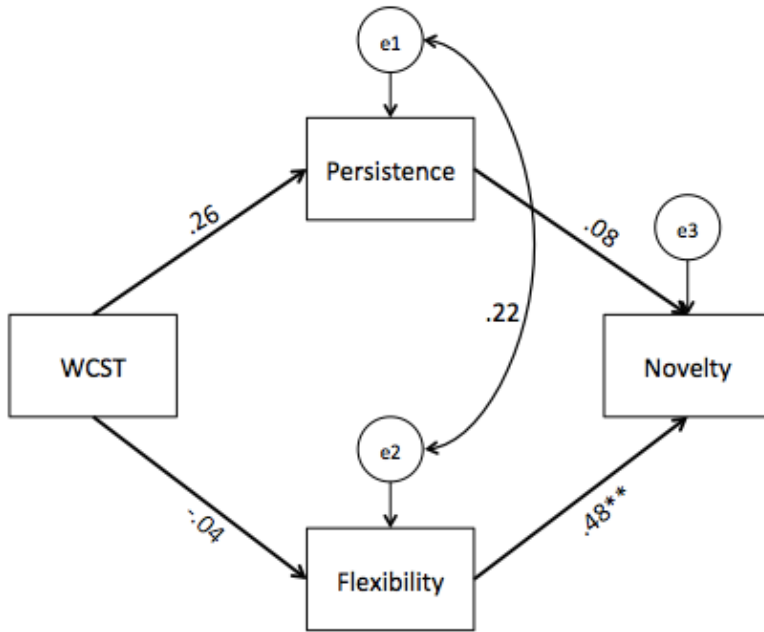 e1
Persistence
.26
.08
e3
.22
WCST
Novelty
e2
-.04
.48**
Flexibility